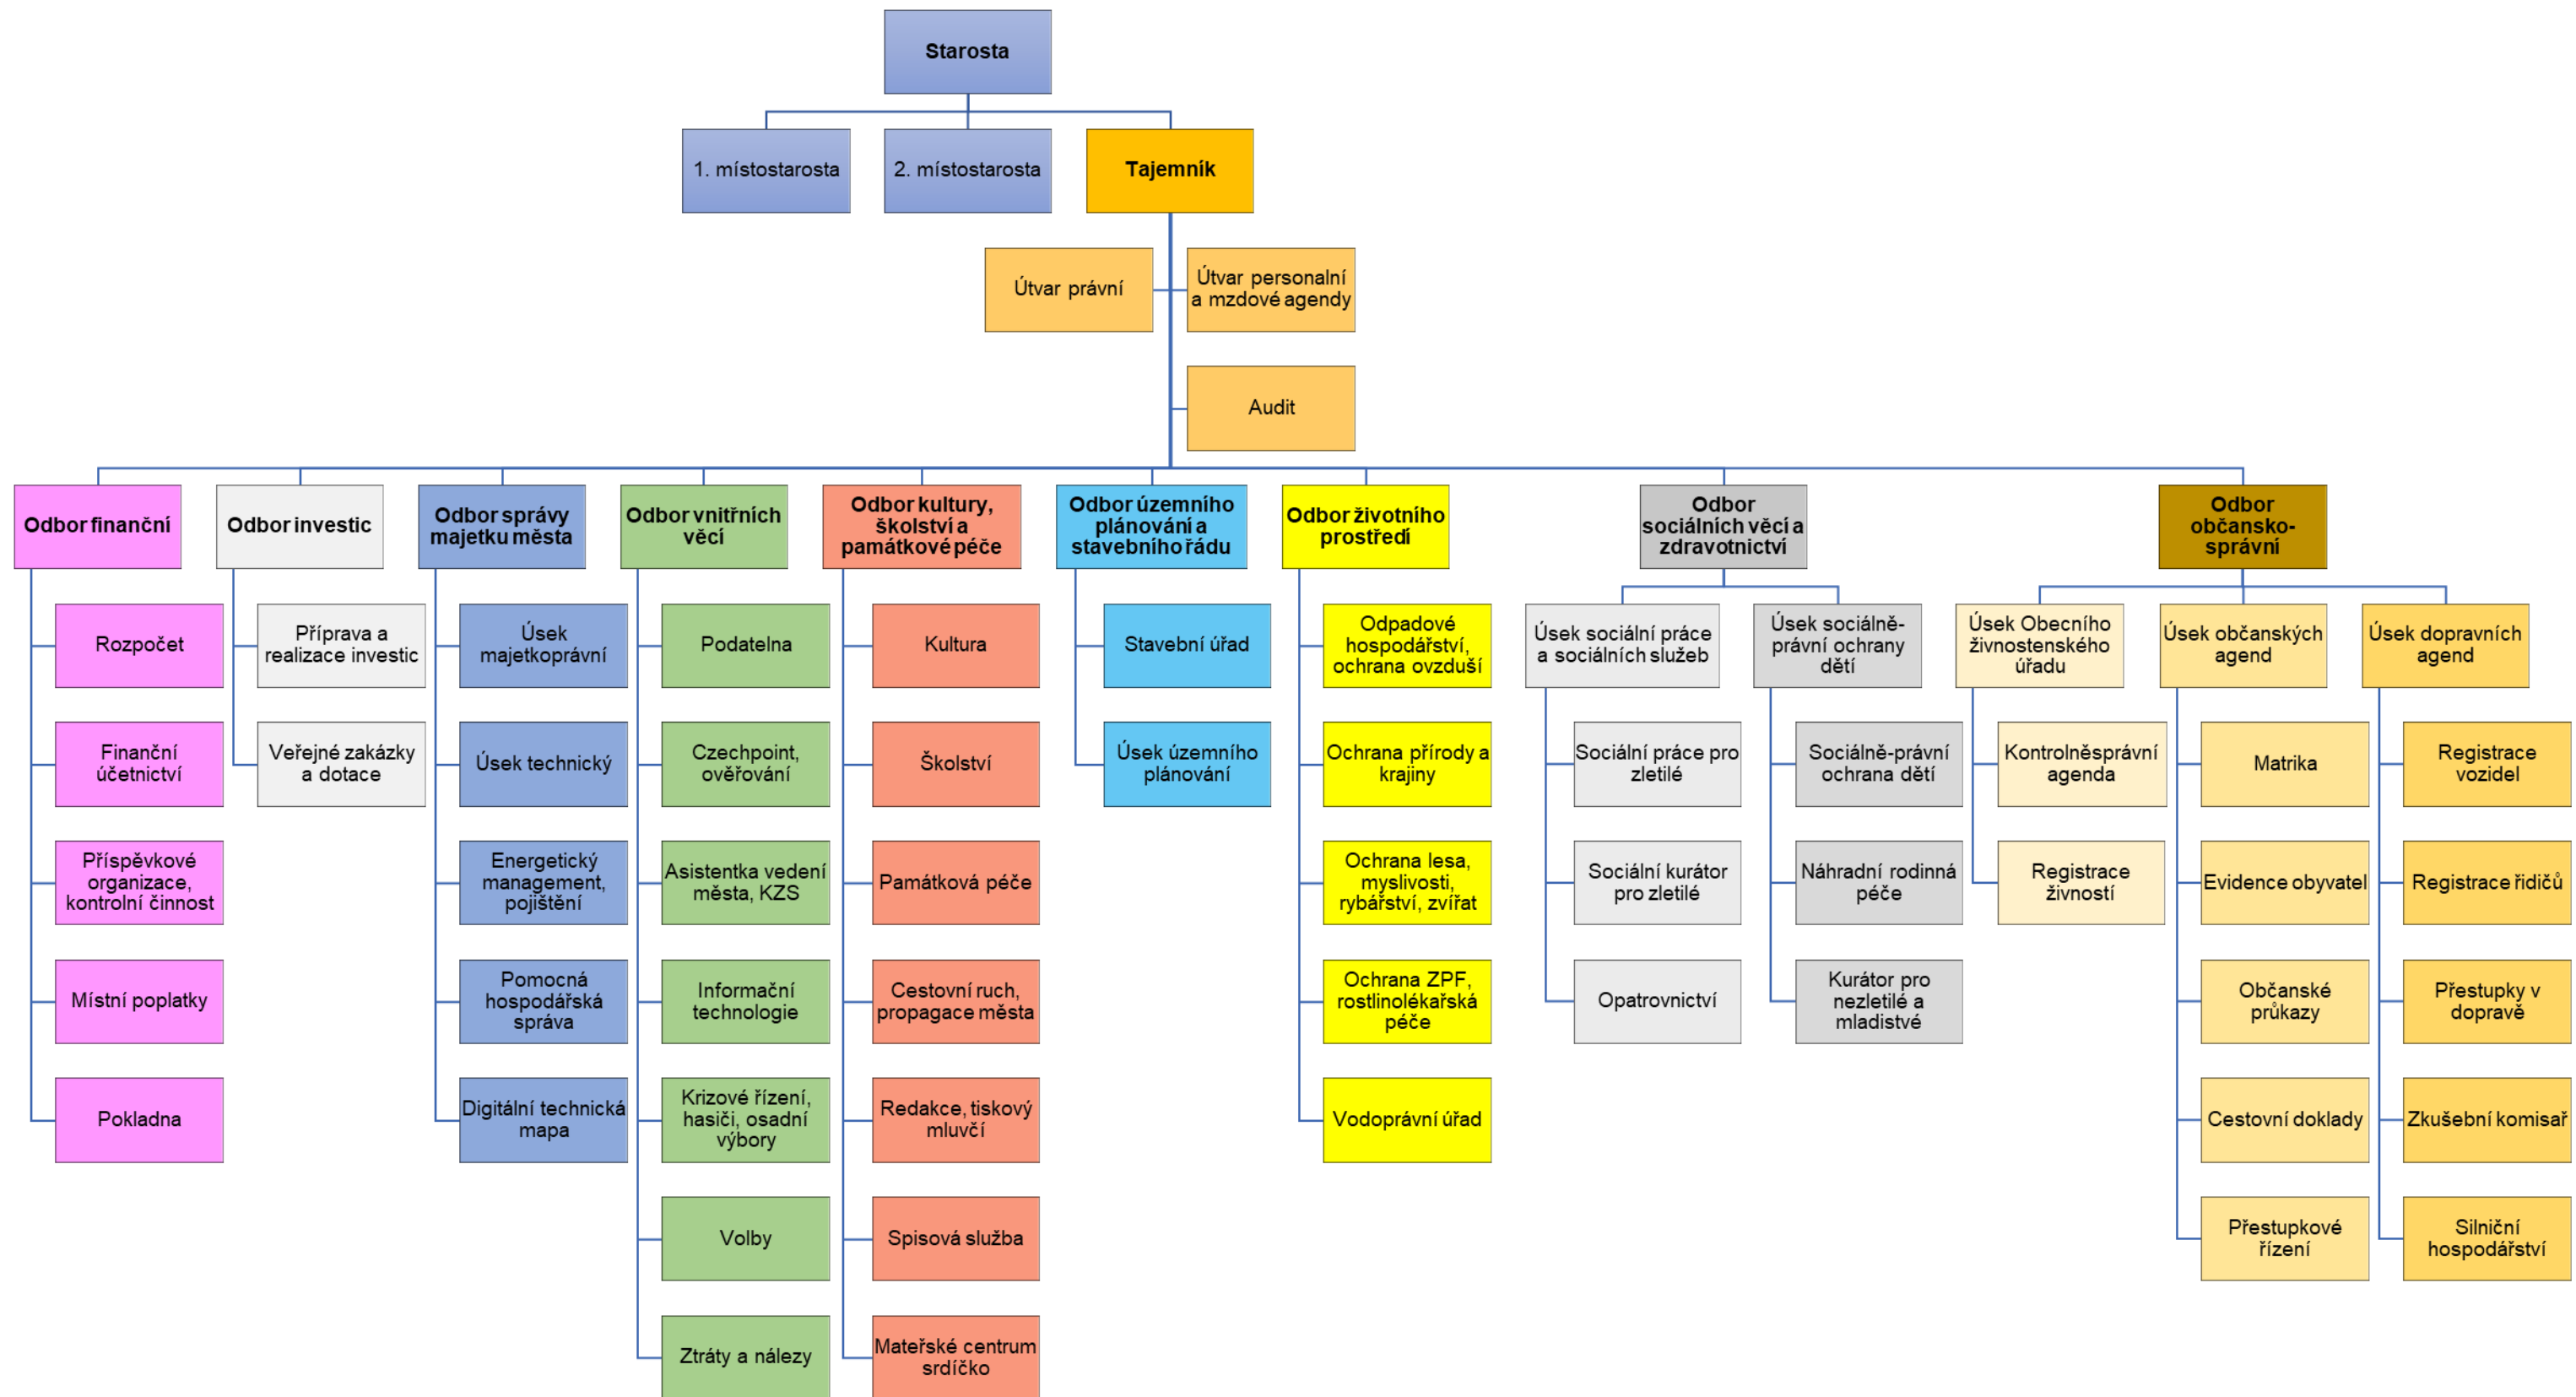 Starosta
1. místostarosta
2. místostarosta
Tajemník
Útvar právní
Útvar personalní
a mzdové agendy
Audit
Odbor finanční
Rozpočet
Finanční
účetnictví
Příspěvkové
organizace,
kontrolní činnost
Místní poplatky
Pokladna
Odbor investic
Příprava a
realizace investic
Veřejné zakázky
a dotace
Odbor správy
majetku města
Úsek
majetkoprávní
Úsek technický
Energetický
management,
pojištění
Pomocná
hospodářská
správa
Digitální technická
mapa
Odbor vnitřních
věcí
Podatelna
Czechpoint,
ověřování
Asistentka vedení
města, KZS
Informační
technologie
Krizové řízení,
hasiči, osadní
výbory
Volby
Ztráty a nálezy
Odbor kultury,
školství a
památkové péče
Kultura
Školství
Památková péče
Cestovní ruch,
propagace města
Redakce, tiskový
mluvčí
Spisová služba
Mateřské centrum
srdíčko
Odbor územního
plánování a
stavebního řádu
Stavební úřad
Úsek územního
plánování
Odbor životního
prostředí
Odpadové
hospodářství,
ochrana ovzduší
Ochrana přírody a
krajiny
Ochrana lesa,
myslivosti,
rybářství, zvířat
Ochrana ZPF,
rostlinolékařská
péče
Vodoprávní úřad
Odbor
sociálních věcí a
zdravotnictví
Úsek sociální práce
a sociálních služeb
Sociální práce pro
zletilé
Sociální kurátor
pro zletilé
Opatrovnictví
Úsek sociálně-
právní ochrany
dětí
Sociálně-právní
ochrana dětí
Náhradní rodinná
péče
Kurátor pro
nezletilé a
mladistvé
Odbor
občansko-
správní
Úsek Obecního
živnostenského
úřadu
Kontrolněsprávní
agenda
Registrace
živností
Úsek občanských
agend
Matrika
Evidence obyvatel
Občanské
průkazy
Cestovní doklady
Přestupkové
řízení
Úsek dopravních
agend
Registrace
vozidel
Registrace řidičů
Přestupky v
dopravě
Zkušební komisař
Silniční
hospodářství